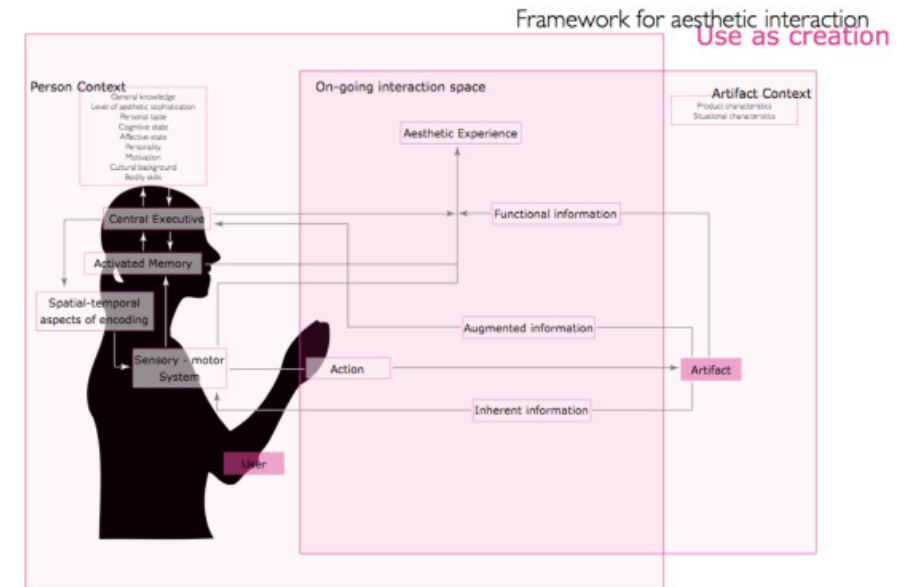 Framework for aesthetic interaction
Use as creation
Person Context
General knowledge
Level of aesthetic sophistication
Personal taste
Cognitive state
Affective state
Personality
Motivation
Cultural background
Bodily skills
On-going interaction space
Artifact Context
Product characteristics
Situational characteristics
Aesthetic Experience
Central Executive
Functional information
Activated Memory
Spatial-temporal
aspects of encoding
Augmented information
Sensory - motor
System
Action
Artifact
Inherent information
User